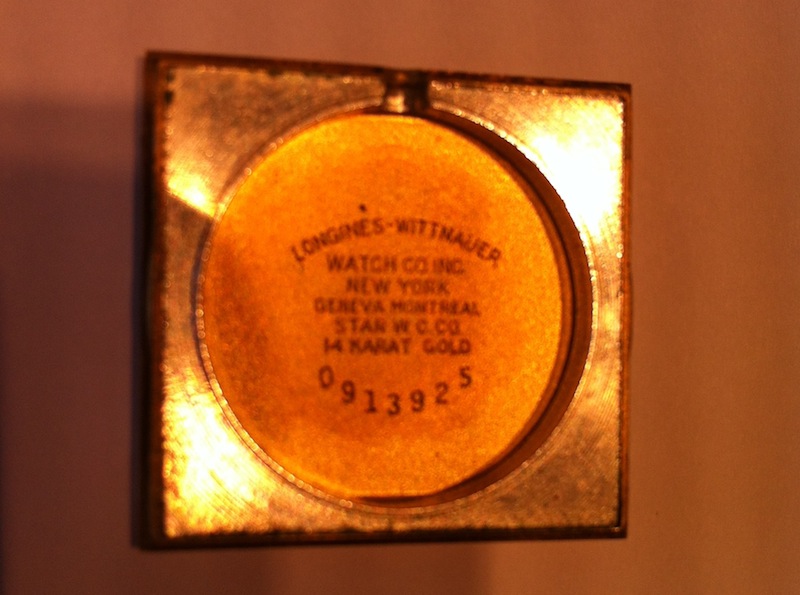 LONGINES-WITTNAUER
WATCH CO. INC.
NEW YORK
GENEVA MONTREAL
STAR W.C.CO.
14 KARAT GOLD
0913925